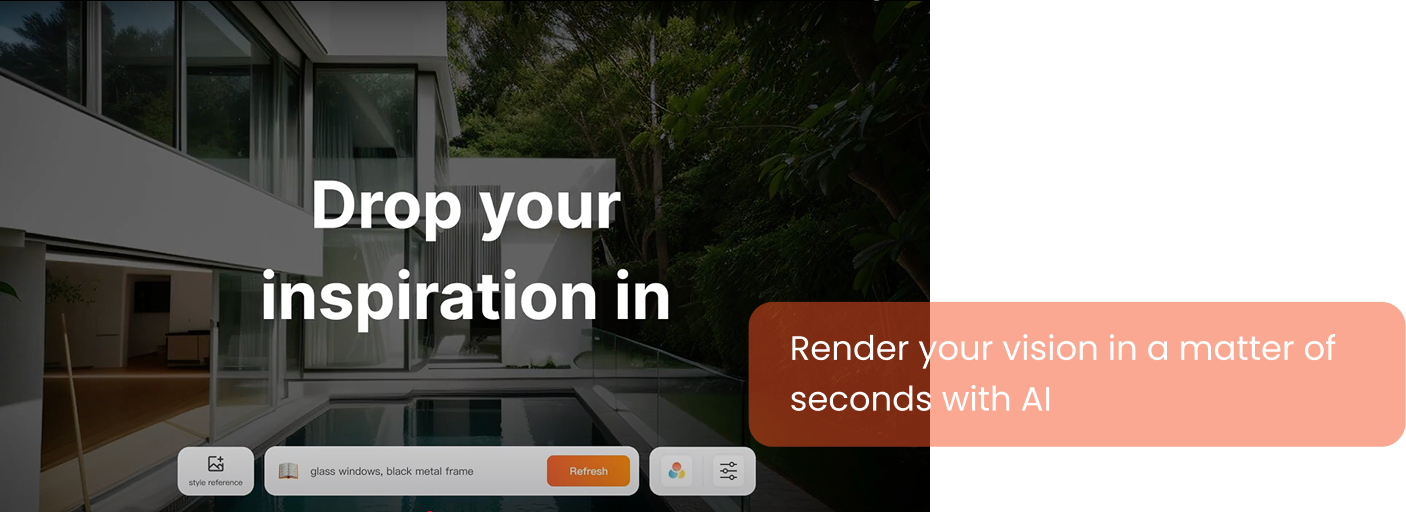 Drop your
inspiration in
Render your vision in a matter of
seconds with AI
style reference
glass windows, black metal frame
Refresh